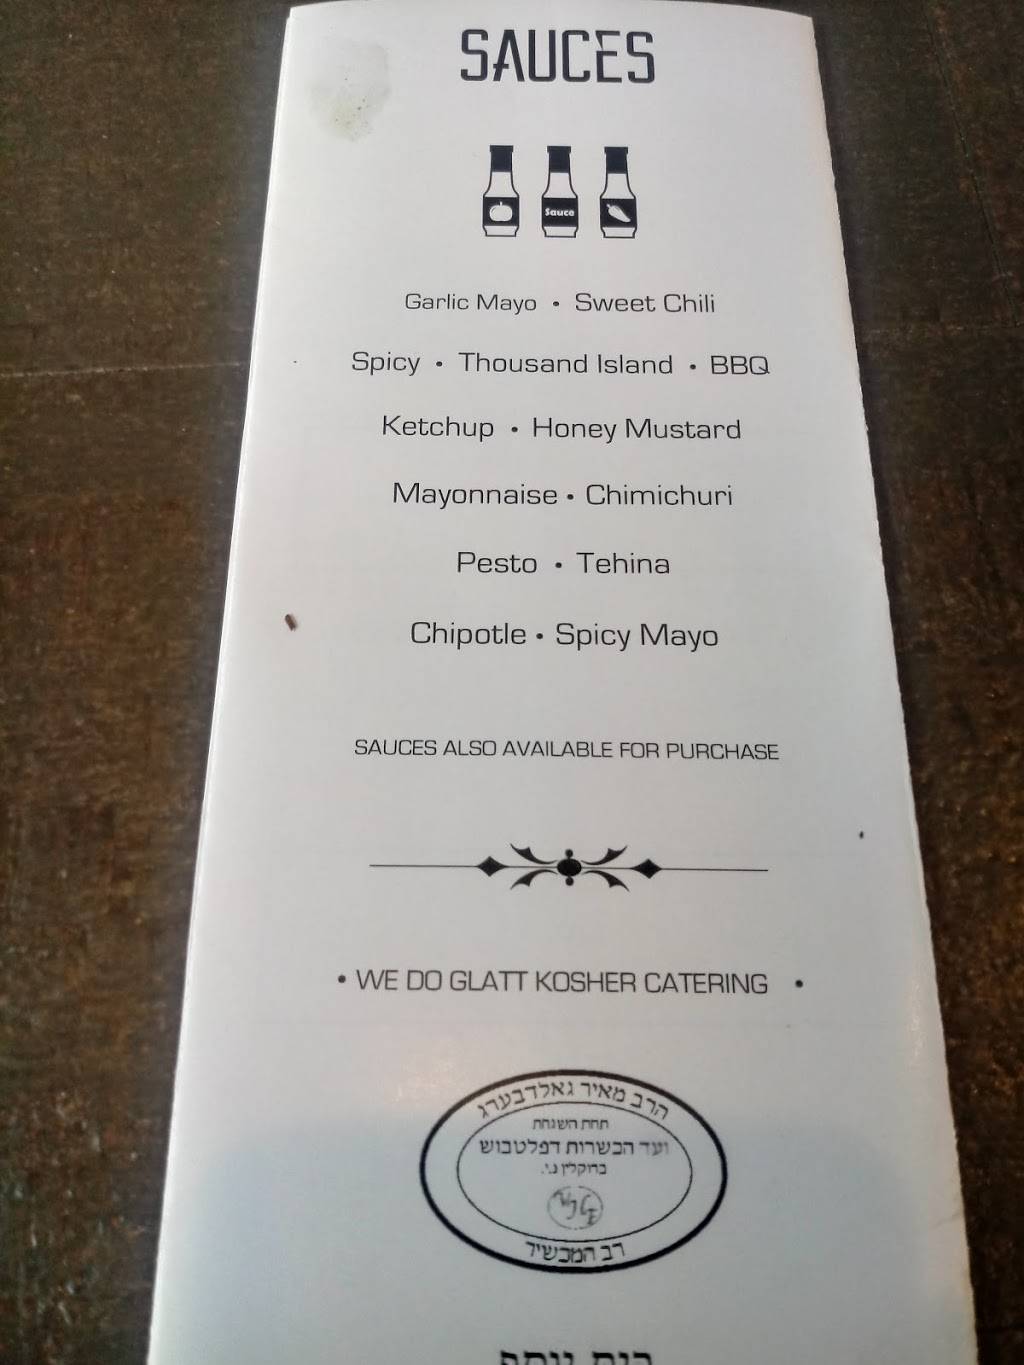 SAUCES
Sauce
Garlic Mayo • Sweet Chili
Spicy • Thousand Island • BBQ
Ketchup • Honey Mustard
Mayonnaise • Chimichuri
Pesto • Tehina
Chipotle • Spicy Mayo
SAUCES ALSO AVAILABLE FOR PURCHASE
• WE DO GLATT KOSHER CATERING •
הרב מאיר גאלדבערג
תחת השגחת
ועד הכשרות דפלטבוש
ברוקלין נ.י.
רב המכשיר
בית יוסף